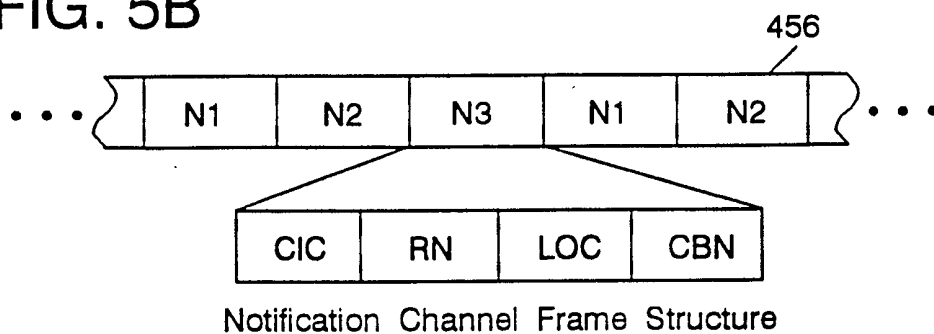 FIG. 5B
456
N1 N2 N3 N1 N2
CIC RN LOC CBN
Notification Channel Frame Structure